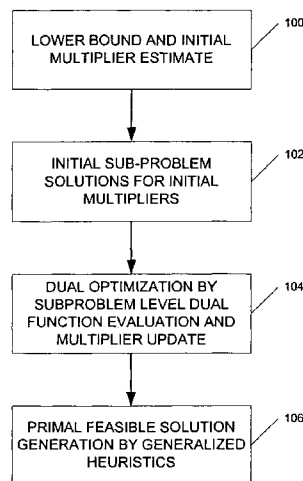 100
LOWER BOUND AND INITIAL
MULTIPLIER ESTIMATE
102
INITIAL SUB-PROBLEM
SOLUTIONS FOR INITIAL
MULTIPLIERS
104
DUAL OPTIMIZATION BY
SUBPROBLEM LEVEL DUAL
FUNCTION EVALUATION AND
MULTIPLIER UPDATE
106
PRIMAL FEASIBLE SOLUTION
GENERATION BY GENERALIZED
HEURISTICS